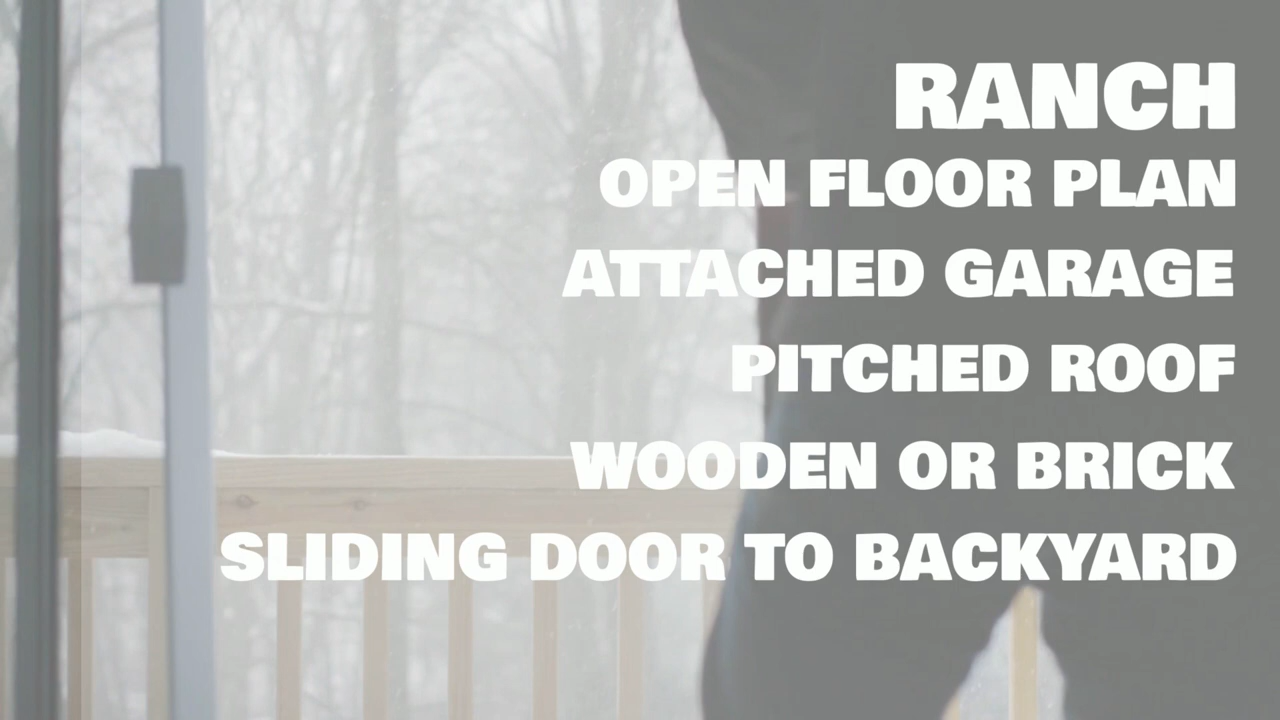 RANCH
OPEN FLOOR PLAN
ATTACHED GARAGE
PITCHED ROOF
WOODEN OR BRICK
SLIDING DOOR TO BACKYARD